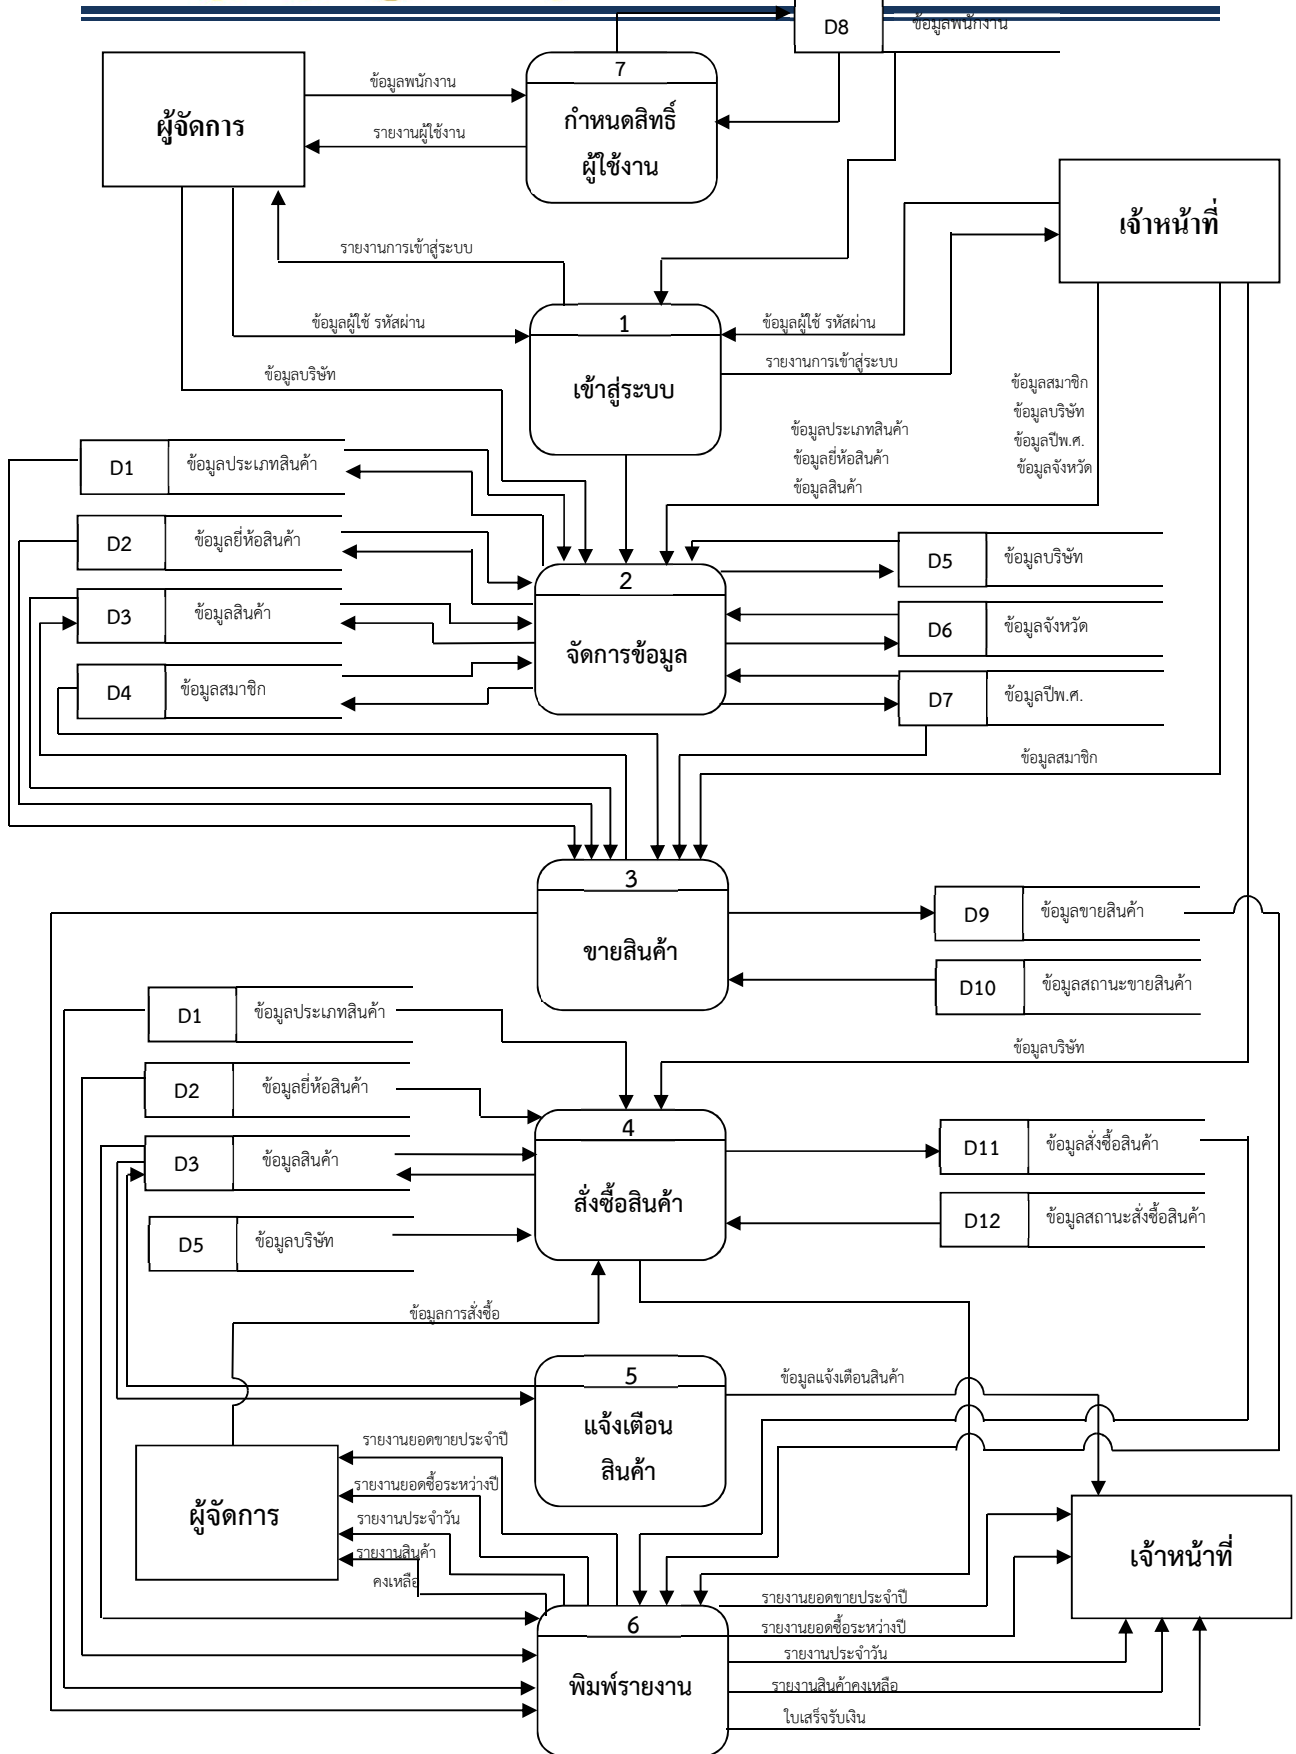 D8
ข้อมูลพนักงาน
7
กำหนดสิทธิ์
ผู้ใช้งาน
ผู้จัดการ
ข้อมูลพนักงาน
รายงานผู้ใช้งาน
เจ้าหน้าที่
รายงานการเข้าสู่ระบบ
ข้อมูลผู้ใช้ รหัสผ่าน
1
เข้าสู่ระบบ
ข้อมูลผู้ใช้ รหัสผ่าน
รายงานการเข้าสู่ระบบ
ข้อมูลบริษัท
ข้อมูลสมาชิก
ข้อมูลบริษัท
ข้อมูลปีพ.ศ.
ข้อมูลจังหวัด
ข้อมูลประเภทสินค้า
ข้อมูลยี่ห้อสินค้า
ข้อมูลสินค้า
D1
ข้อมูลประเภทสินค้า
D2
ข้อมูลยี่ห้อสินค้า
D3
ข้อมูลสินค้า
D4
ข้อมูลสมาชิก
2
จัดการข้อมูล
D5
ข้อมูลบริษัท
D6
ข้อมูลจังหวัด
D7
ข้อมูลปีพ.ศ.
ข้อมูลสมาชิก
3
ขายสินค้า
D9
ข้อมูลขายสินค้า
D10
ข้อมูลสถานะขายสินค้า
D1
ข้อมูลประเภทสินค้า
ข้อมูลบริษัท
D2
ข้อมูลยี่ห้อสินค้า
D3
ข้อมูลสินค้า
D5
ข้อมูลบริษัท
4
สั่งซื้อสินค้า
D11
ข้อมูลสั่งซื้อสินค้า
D12
ข้อมูลสถานะสั่งซื้อสินค้า
ข้อมูลการสั่งซื้อ
5
แจ้งเตือน
สินค้า
ข้อมูลแจ้งเตือนสินค้า
ผู้จัดการ
รายงานยอดขายประจำปี
รายงานยอดซื้อระหว่างปี
รายงานประจำวัน
รายงานสินค้า
คงเหลือ
เจ้าหน้าที่
6
พิมพ์รายงาน
รายงานยอดขายประจำปี
รายงานยอดซื้อระหว่างปี
รายงานประจำวัน
รายงานสินค้าคงเหลือ
ใบเสร็จรับเงิน